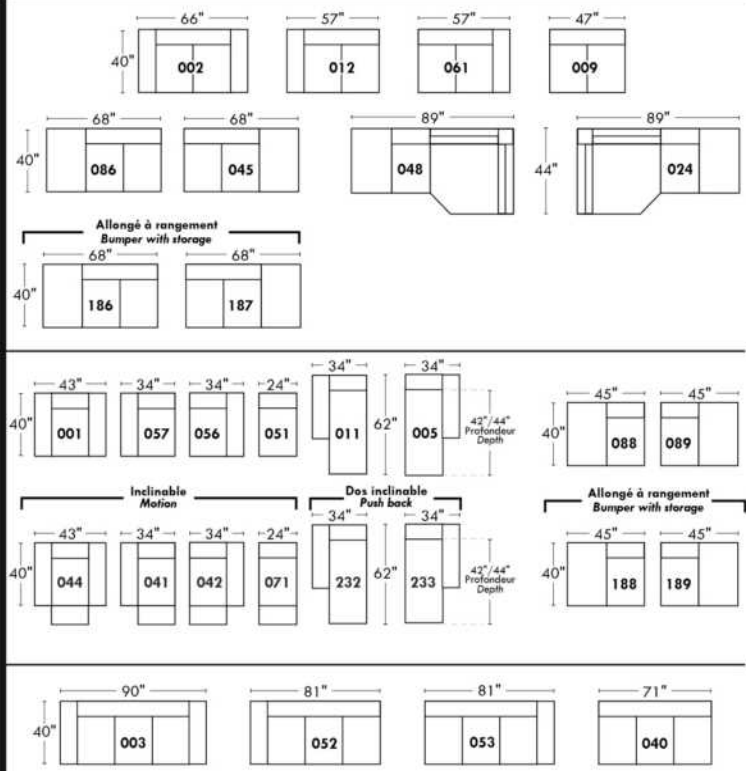 66" 57" 57" 47"
40"
002 012 061 009
68" 68" 89" 89"
40" 44"
086 045 048 024
Allongé à rangement
Bumper with storage
68" 68"
40"
186 187
34" 34"
43" 34" 34" 24" 45" 45"
40" 62" 42"/44" 40"
Profondeur
Depth
001 057 056 051 011 005 088 089
Inclinable Dos inclinable Allongé à rangement
Motion Push back Bumper with storage
34" 34"
43" 34" 34" 24" 45" 45"
40" 62" 42"/44" 40"
Profondeur
Depth
044 041 042 071 232 233 188 189
90" 81" 81" 71"
40"
003 052 053 040